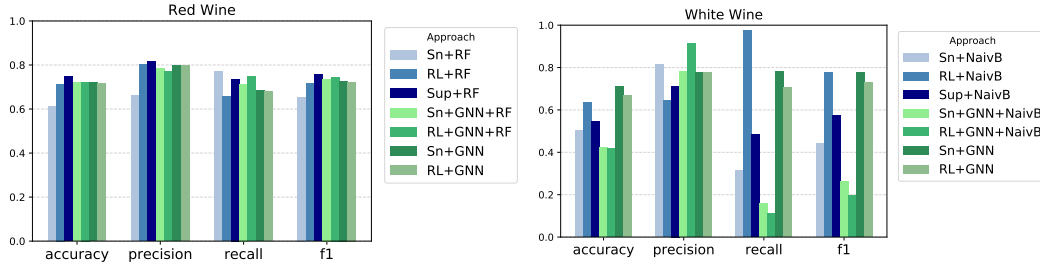 Red Wine
1.0
0.8
0.6
0.4
0.2
0.0
accuracy precision recall f1
Approach
Sn+RF
RL+RF
Sup+RF
Sn+GNN+RF
RL+GNN+RF
Sn+GNN
RL+GNN
White Wine
1.0
0.8
0.6
0.4
0.2
0.0
accuracy precision recall f1
Approach
Sn+NaivB
RL+NaivB
Sup+NaivB
Sn+GNN+NaivB
RL+GNN+NaivB
Sn+GNN
RL+GNN